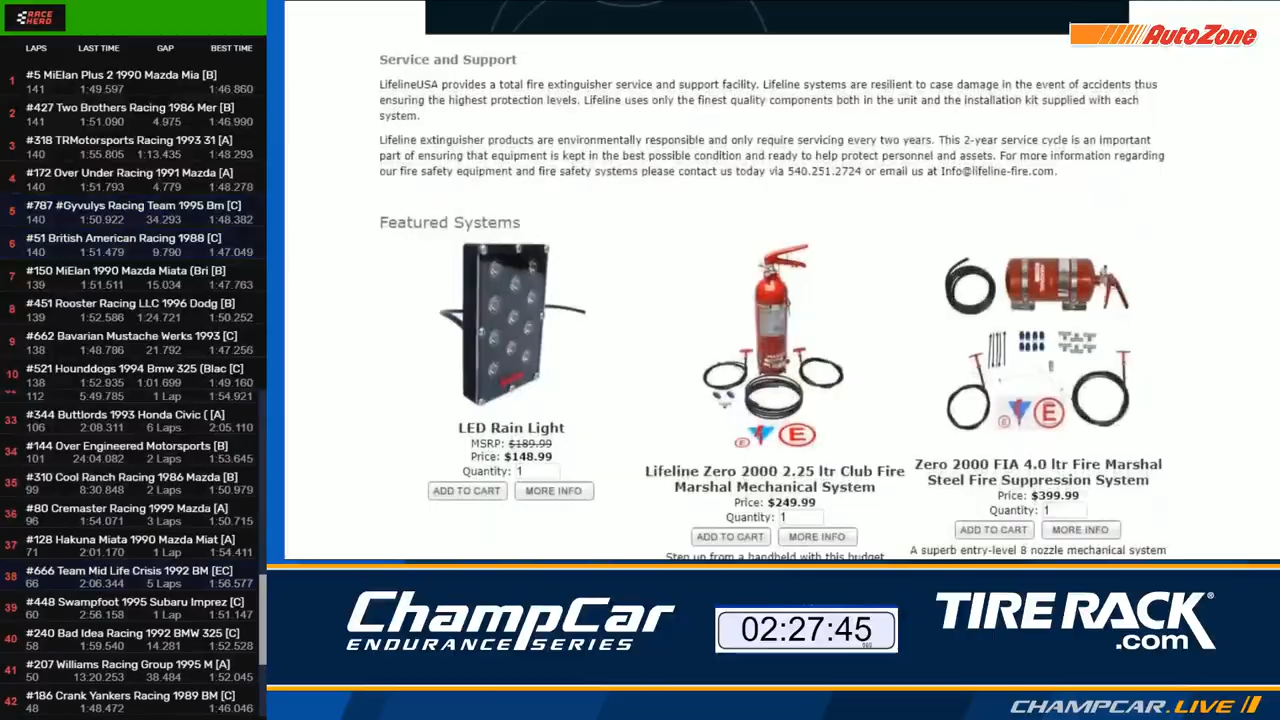 RACE
HERO
LAPS LAST TIME GAP BEST TIME
1 #5 MiElan Plus 2 1990 Mazda Mia [B]
141 1:49.597 1:46.860
2 #427 Two Brothers Racing 1986 Mer [B]
141 1:51.090 4.975 1:46.990
3 #318 TRMotorsports Racing 1993 31 [A]
140 1:55.805 1:13.435 1:48.293
4 #172 Over Under Racing 1991 Honda [A]
140 1:51.793 4.779 1:48.278
5 #787 #Gyvulys Racing Team 1995 Bm [C]
140 1:50.922 34.293 1:48.382
6 #51 British American Racing 1988 [C]
140 1:51.479 9.790 1:47.049
7 #150 Ramen 1990 Mazda Miata (Bri [B]
139 1:51.511 15.034 1:47.763
8 #451 Rooster Racing LLC 1996 Dodg [B]
139 1:52.588 1:24.721 1:50.252
9 #662 Bavarian Mustache Werks 1993 [C]
138 1:48.786 21.792 1:47.256
10 1994 Bmw 325 (Blac [C]
138 1:52.935 1:01.699 1:49.160
112 5:49.785 1 Lap 1:54.921
33 #344 Buttlords 1993 Honda Civic ( [A]
106 2:08.311 6 Laps 2:05.110
34 #144 Over Engineered Motorsports [B]
101 24:04.082 2 Laps 1:53.645
35 #310 Cool Ranch Racing 1986 Mazda [B]
99 8:30.848 2 Laps 1:50.979
36 Racing 1999 Mazda [A]
96 1:54.071 3 Laps 1:50.715
37 #128 Hakuna Miata 1990 Mazda Miat [A]
71 2:01.170 1 Lap 1:54.411
38 #666 Team Mid Life Crisis 1992 BM [EC]
66 2:06.344 5 Laps 1:56.577
39 #448 Swampfoot 1995 Subaru Imprez [C]
60 2:56.158 1 Lap 1:51.147
40 #240 Bad Idea Racing 1992 BMW 325 [C]
58 1:59.540 14.281 1:52.528
41 #207 Williams Racing Group 1995 M [A]
50 13:20.253 38.484 1:52.045
42 #186 Crank Yankers Racing 1989 BM [C]
48 1:48.472 1:46.046
AutoZone
Service and Support
LifelineUSA provides a total fire extinguisher service and support facility. Lifeline systems are resilient to case damage in the event of accidents thus
ensuring the highest protection levels. Lifeline uses only the finest quality components both in the unit and the installation kit supplied with each
system.
Lifeline extinguisher products are environmentally responsible and only require servicing every two years. This 2-year service cycle is an important
part of ensuring that equipment is kept in the best possible condition and ready to help protect personnel and assets. For more information regarding
our fire safety equipment and fire safety systems please contact us today via 540.251.2724 or email us at Info@lifeline-fire.com.
Featured Systems
LED Rain Light
MSRP: $189.99
Price: $148.99
Quantity: 1
ADD TO CART MORE INFO
E
Lifeline Zero 2000 2.25 ltr Club Fire
Marshal Mechanical System
Price: $249.99
Quantity: 1
ADD TO CART MORE INFO
Step up from a handheld with this budget
E
Zero 2000 FIA 4.0 ltr Fire Marshal
Steel Fire Suppression System
Price: $399.99
Quantity: 1
ADD TO CART MORE INFO
A superb entry-level 8 nozzle mechanical system
ChampCar
ENDURANCE SERIES
02:27:45
TIRE RACK®
.com
CHAMPCAR.LIVE